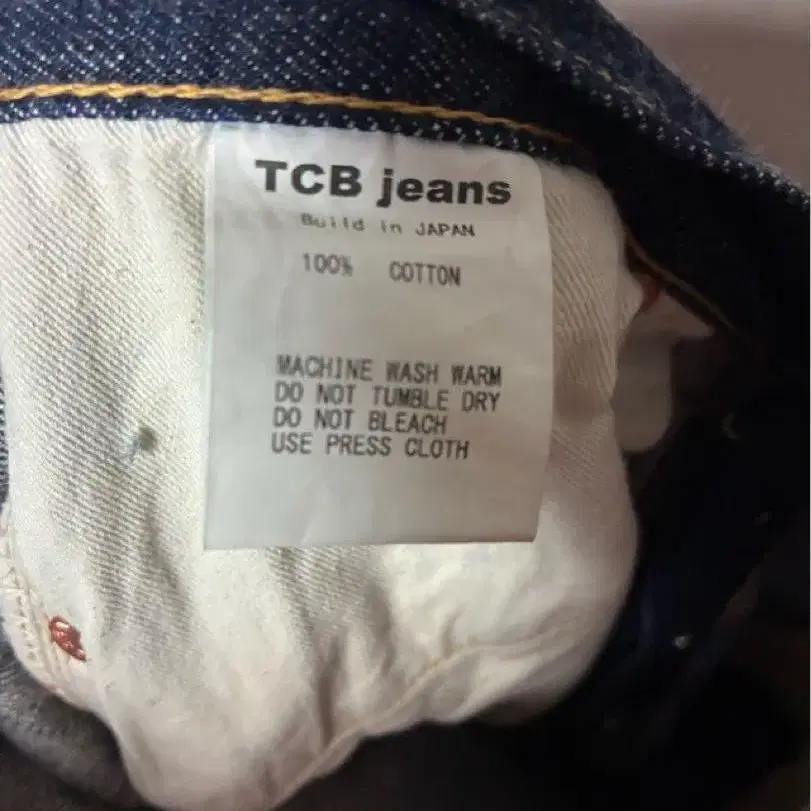 TCB jeans
Build in JAPAN
100% COTTON
MACHINE WASH WARM
DO NOT TUMBLE DRY
DO NOT BLEACH
USE PRESS CLOTH